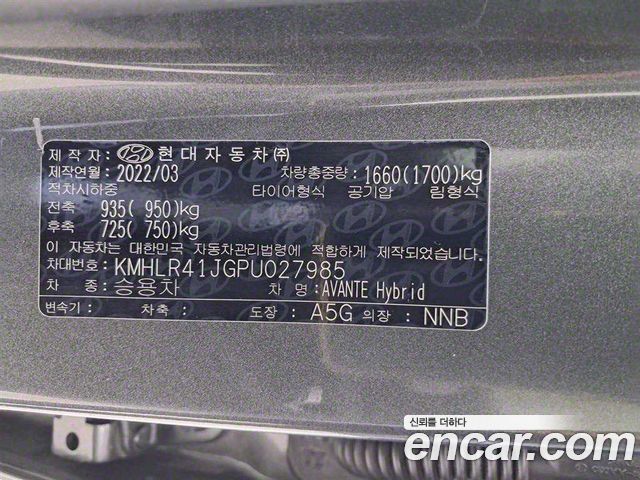 제 작 자 : 현대자동차㈜
제작연월 : 2022/03 차량총중량 : 1660(1700)kg
적차시하중 타이어형식 공기압 림형식
전축 935( 950)kg
후축 725( 750)kg
이 자동차는 대한민국 자동차관리법령에 적합하게 제작되었습니다.
차대번호 : KMHLR41JGPU027985
차 종 : 승용차 차 명 : AVANTE Hybrid
변속기 : 차축 : 도장 : A5G 의장 : NNB
신뢰를 더하다
encar.com